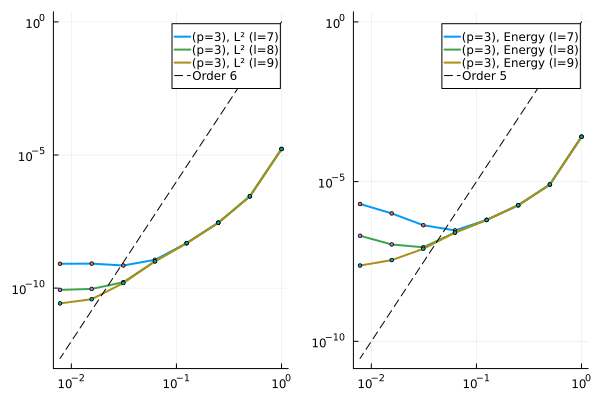 10⁰
10⁻⁵
10⁻¹⁰
10⁻²
10⁻¹
10⁰
(p=3), L² (l=7)
(p=3), L² (l=8)
(p=3), L² (l=9)
Order 6
10⁰
10⁻⁵
10⁻¹⁰
10⁻²
10⁻¹
10⁰
(p=3), Energy (l=7)
(p=3), Energy (l=8)
(p=3), Energy (l=9)
Order 5